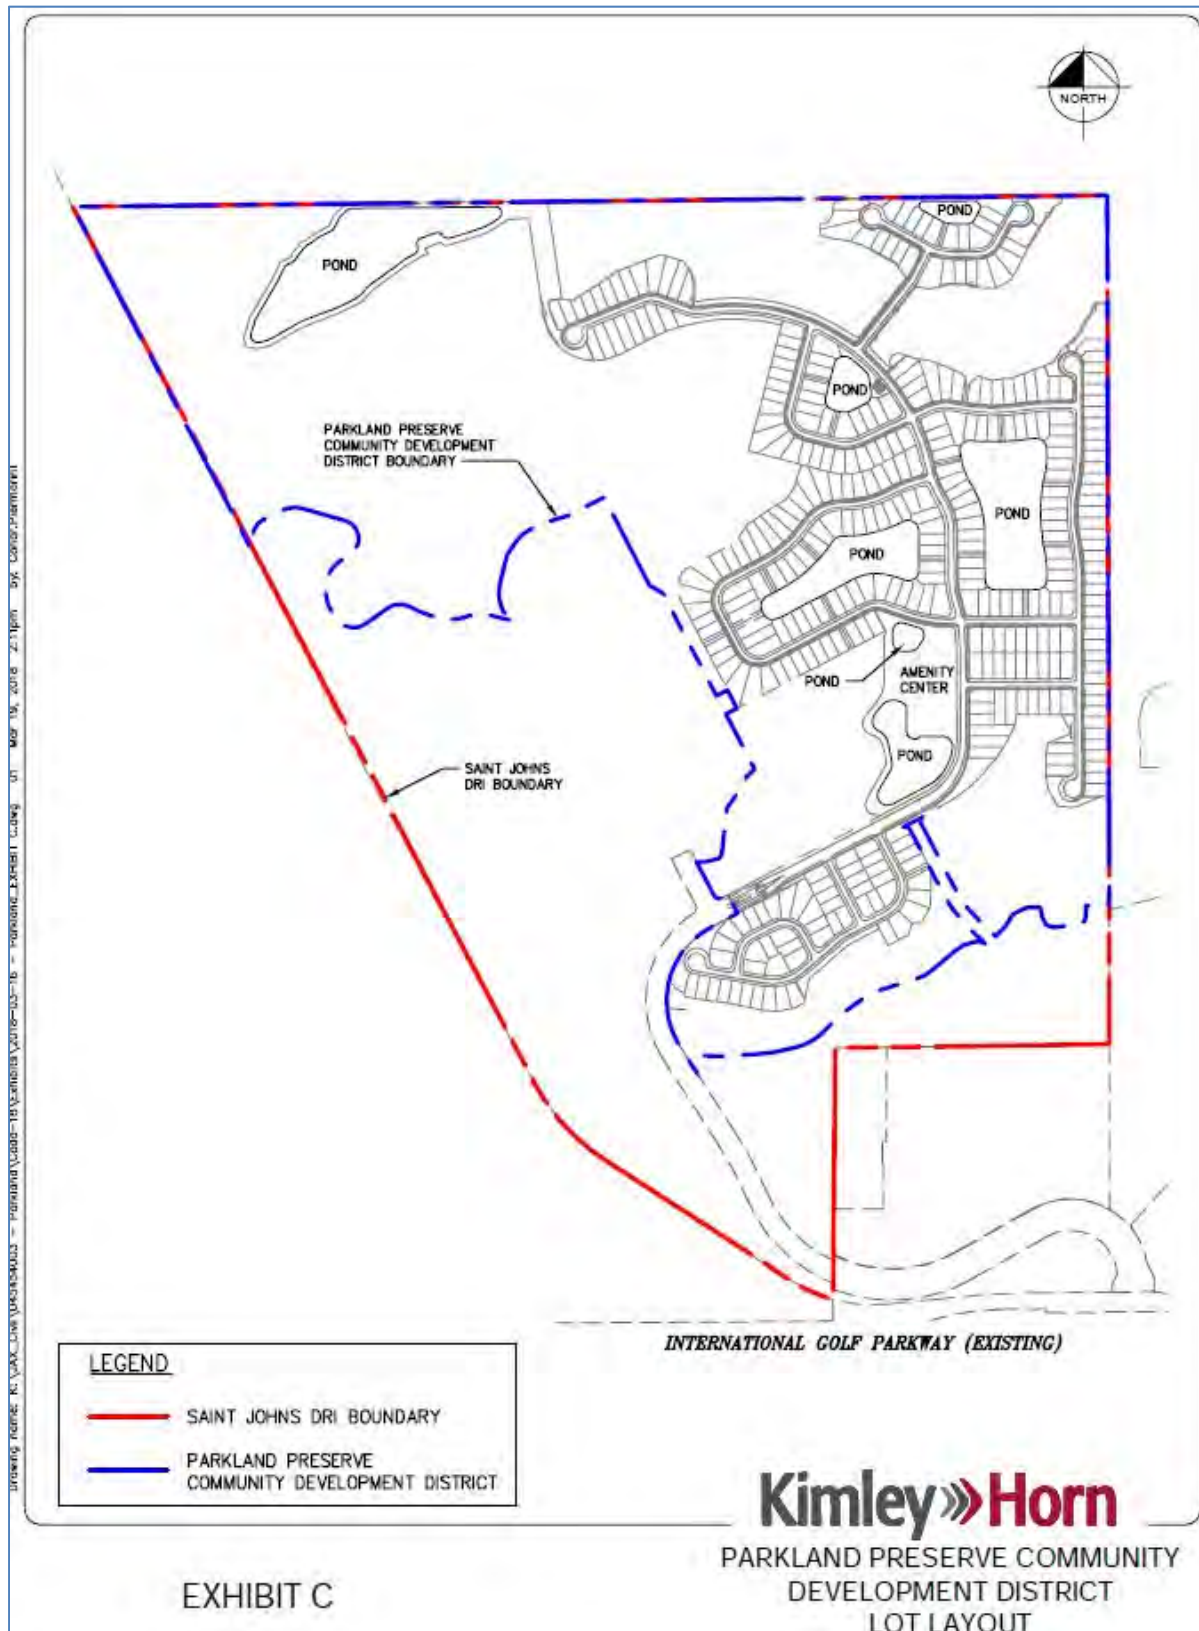 NORTH
POND
POND
POND
PARKLAND PRESERVE
COMMUNITY DEVELOPMENT
DISTRICT BOUNDARY
POND
POND
POND
AMENITY
CENTER
POND
SAINT JOHNS
DRI BOUNDARY
INTERNATIONAL GOLF PARKWAY (EXISTING)
LEGEND
SAINT JOHNS DRI BOUNDARY
PARKLAND PRESERVE
COMMUNITY DEVELOPMENT DISTRICT
Kimley»Horn
PARKLAND PRESERVE COMMUNITY
DEVELOPMENT DISTRICT
LOT LAYOUT
EXHIBIT C